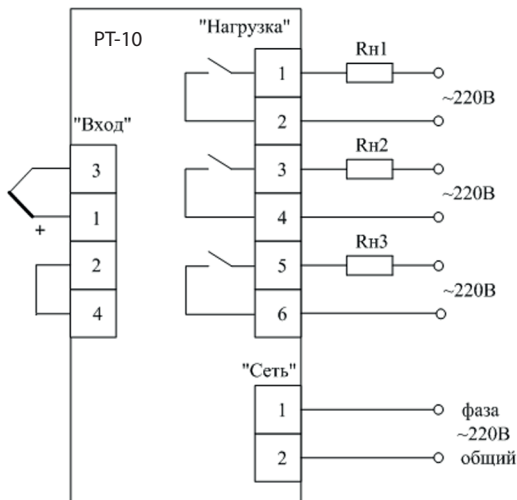 РТ-10
"Нагрузка"
Rн1
1
~220В
2
"Вход"
Rн2
3
3
~220В
1
4
+
Rн3
2
5
~220В
4
6
"Сеть"
1
фаза
~220В
2
общий